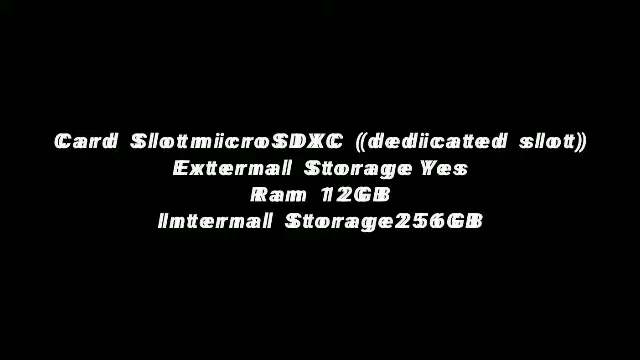 Card SlotmicroSDXC (dedicated slot)
External Storage Yes
Ram 12GB
Internal Storage256GB